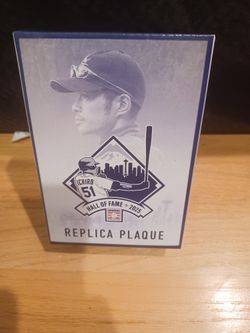 ICHIRO
51
HALL OF FAME ★ 2025
REPLICA PLAQUE